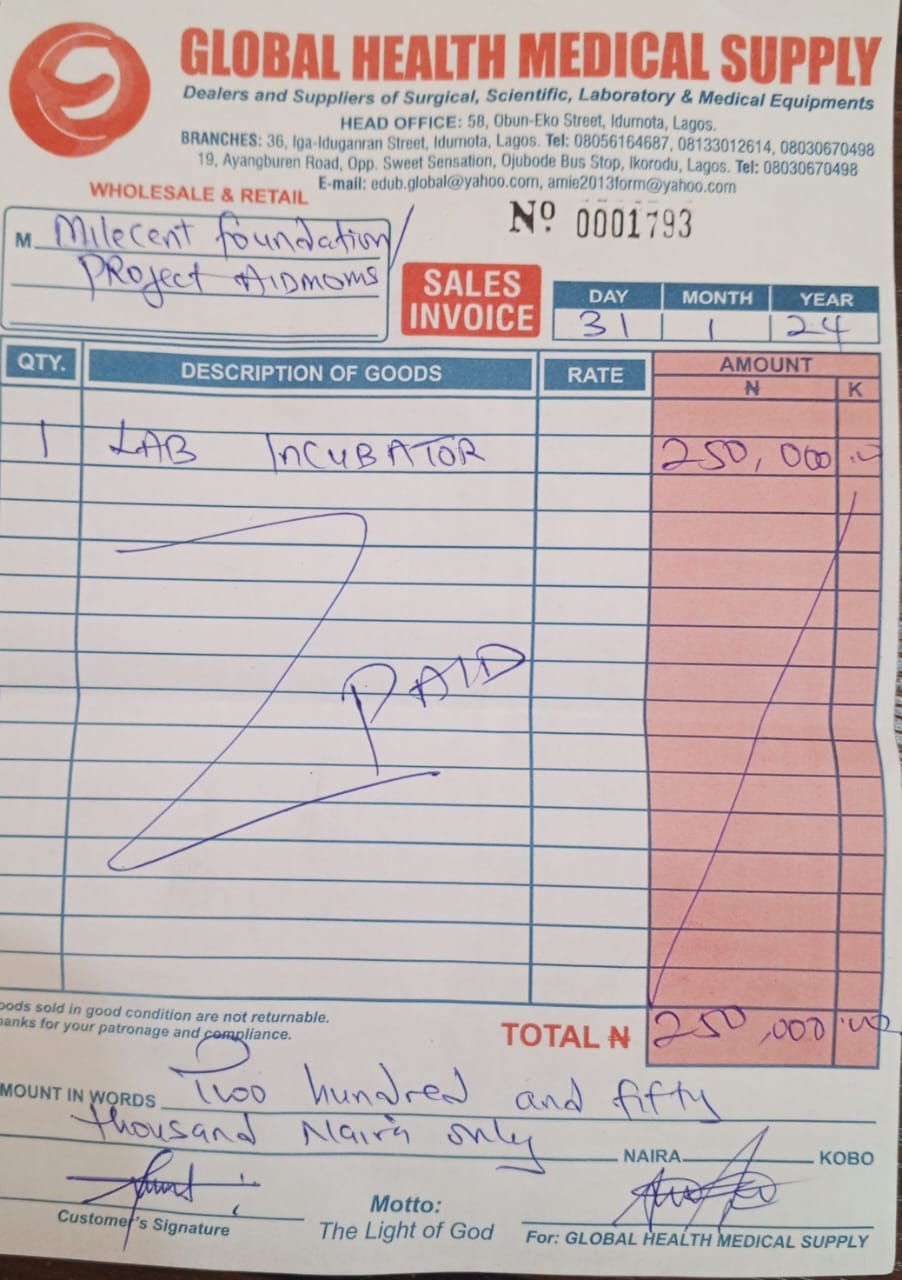 GLOBAL HEALTH MEDICAL SUPPLY
Dealers and Suppliers of Surgical, Scientific, Laboratory & Medical Equipments
HEAD OFFICE: 58, Obun-Eko Street, Idumota, Lagos.
BRANCHES: 36, Iga-Iduganran Street, Idumota, Lagos. Tel: 08056164687, 08133012614, 08030670498
19, Ayangburen Road, Opp. Sweet Sensation, Ojubode Bus Stop, Ikorodu, Lagos. Tel: 08030670498
E-mail: edub.global@yahoo.com, amie2013form@yahoo.com
WHOLESALE & RETAIL
Nº 0001793
M Milecent foundation/
PRoject AIDmoms
SALES
INVOICE
DAY MONTH YEAR
31 1 24
QTY. DESCRIPTION OF GOODS RATE AMOUNT
₦ K
1 LAB INCUBATOR 250,000
PAID
oods sold in good condition are not returnable.
hanks for your patronage and compliance.
TOTAL ₦ 250,000
MOUNT IN WORDS Two hundred and fifty
thousand Naira only NAIRA KOBO
Customer's Signature
Motto:
The Light of God
For: GLOBAL HEALTH MEDICAL SUPPLY